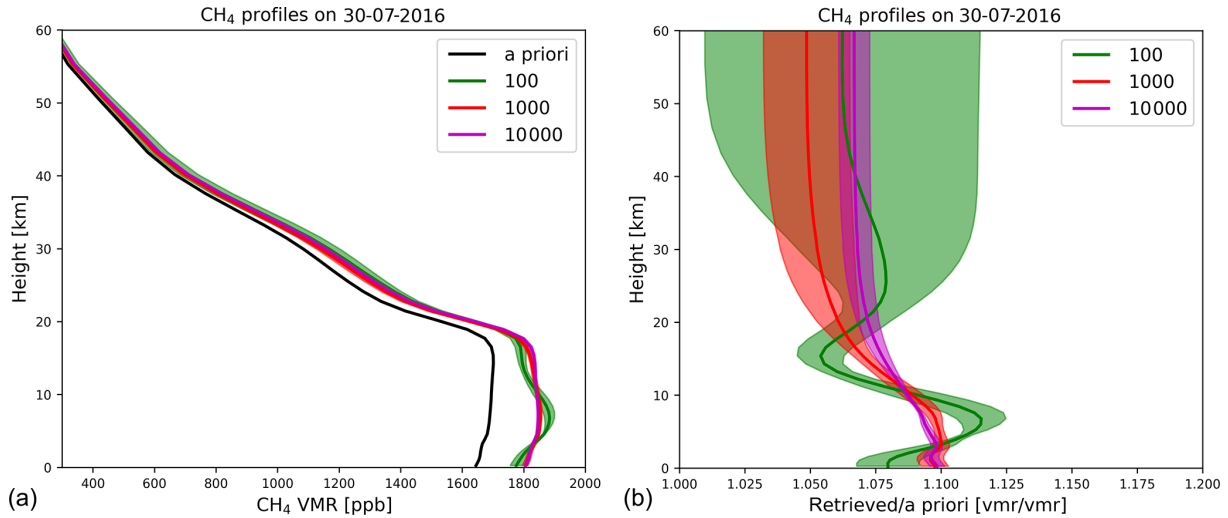 CH₄ profiles on 30-07-2016
60
50
40
30
20
10
0
Height [km]
a priori
100
1000
10000
400 600 800 1000 1200 1400 1600 1800 2000
CH₄ VMR [ppb]
(a)
CH₄ profiles on 30-07-2016
60
50
40
30
20
10
0
Height [km]
100
1000
10000
1.000 1.025 1.050 1.075 1.100 1.125 1.150 1.175 1.200
Retrieved/a priori [vmr/vmr]
(b)